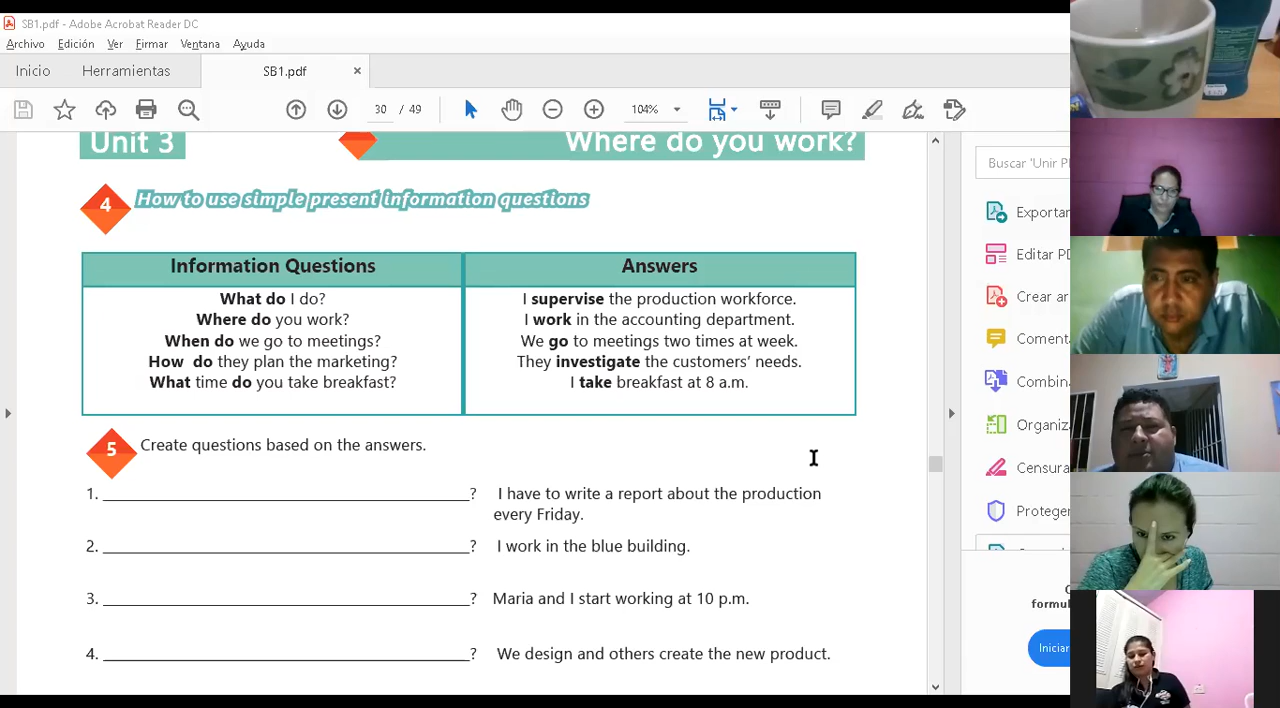 SB1.pdf - Adobe Acrobat Reader DC
Archivo Edición Ver Firmar Ventana Ayuda
Inicio Herramientas SB1.pdf ×
30 / 49 104%
Unit 3 Where do you work?
4 How to use simple present information questions
Information Questions Answers
What do I do? I supervise the production workforce.
Where do you work? I work in the accounting department.
When do we go to meetings? We go to meetings two times at week.
How do they plan the marketing? They investigate the customers' needs.
What time do you take breakfast? I take breakfast at 8 a.m.
5 Create questions based on the answers.
1. ? I have to write a report about the production
every Friday.
2. ? I work in the blue building.
3. ? Maria and I start working at 10 p.m.
4. ? We design and others create the new product.
Buscar 'Unir P
Exportar
Editar PD
Crear ar
Coment
Combin
Organiz
Censura
Proteger
formul
Iniciar